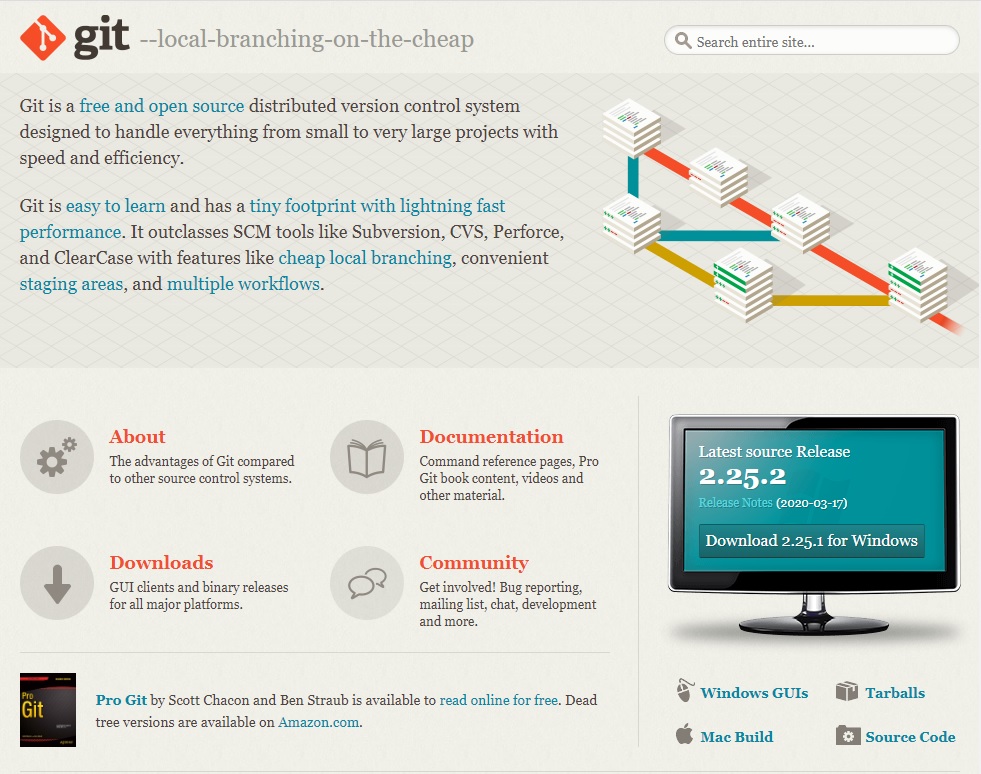 git --local-branching-on-the-cheap
Search entire site...
Git is a free and open source distributed version control system
designed to handle everything from small to very large projects with
speed and efficiency.
Git is easy to learn and has a tiny footprint with lightning fast
performance. It outclasses SCM tools like Subversion, CVS, Perforce,
and ClearCase with features like cheap local branching, convenient
staging areas, and multiple workflows.
About
The advantages of Git compared
to other source control systems.
Documentation
Command reference pages, Pro
Git book content, videos and
other material.
Downloads
GUI clients and binary releases
for all major platforms.
Community
Get involved! Bug reporting,
mailing list, chat, development
and more.
Pro
Git
Pro Git by Scott Chacon and Ben Straub is available to read online for free. Dead
tree versions are available on Amazon.com.
Latest source Release
2.25.2
Release Notes (2020-03-17)
Download 2.25.1 for Windows
Windows GUIs
Tarballs
Mac Build
Source Code